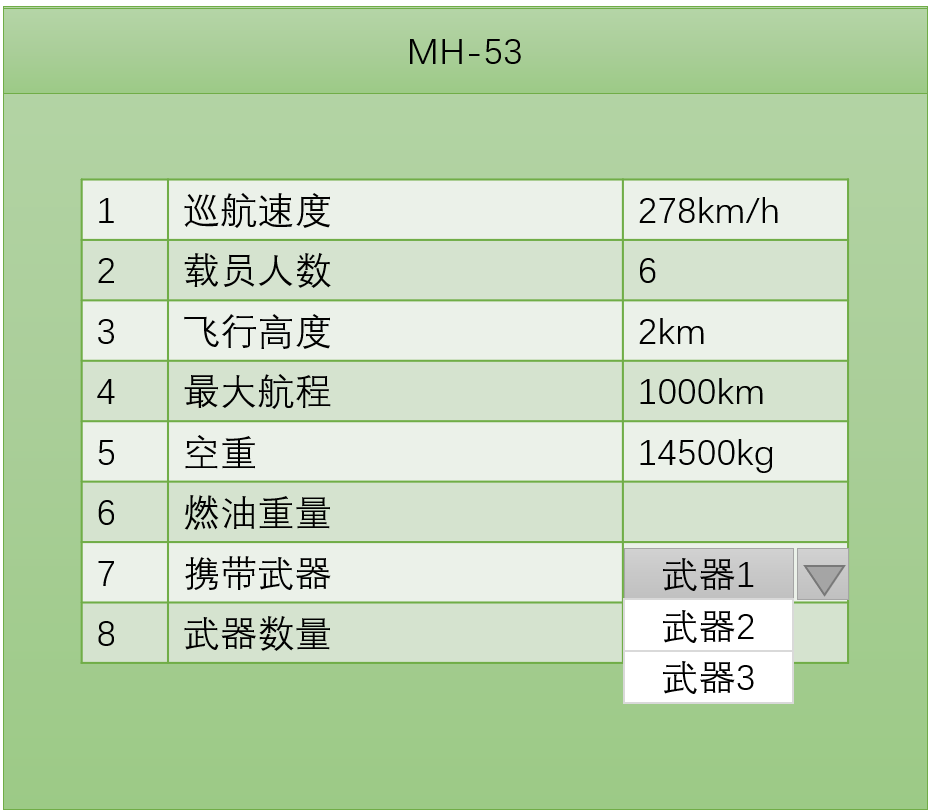 MH-53
1 巡航速度 278km/h
2 载员人数 6
3 飞行高度 2km
4 最大航程 1000km
5 空重 14500kg
6 燃油重量
7 携带武器 武器1
8 武器数量 武器2
武器3